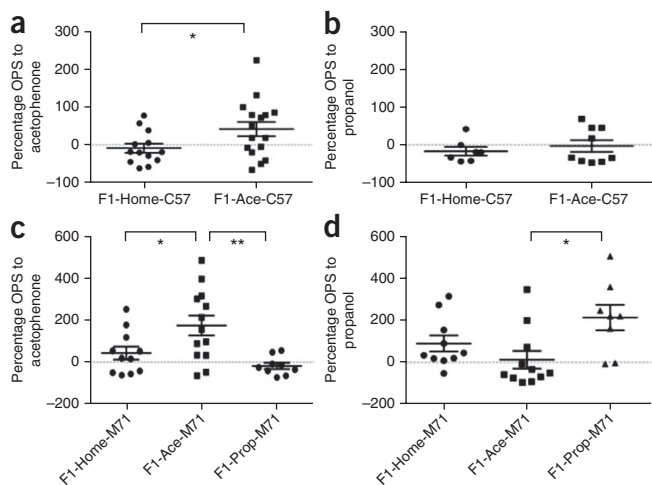 a
*
Percentage OPS to
acetophenone
300
200
100
0
−100
F1-Home-C57
F1-Ace-C57
b
Percentage OPS to
propanol
300
200
100
0
−100
F1-Home-C57
F1-Ace-C57
c
*
**
Percentage OPS to
acetophenone
600
400
200
0
−200
F1-Home-M71
F1-Ace-M71
F1-Prop-M71
d
*
Percentage OPS to
propanol
600
400
200
0
−200
F1-Home-M71
F1-Ace-M71
F1-Prop-M71